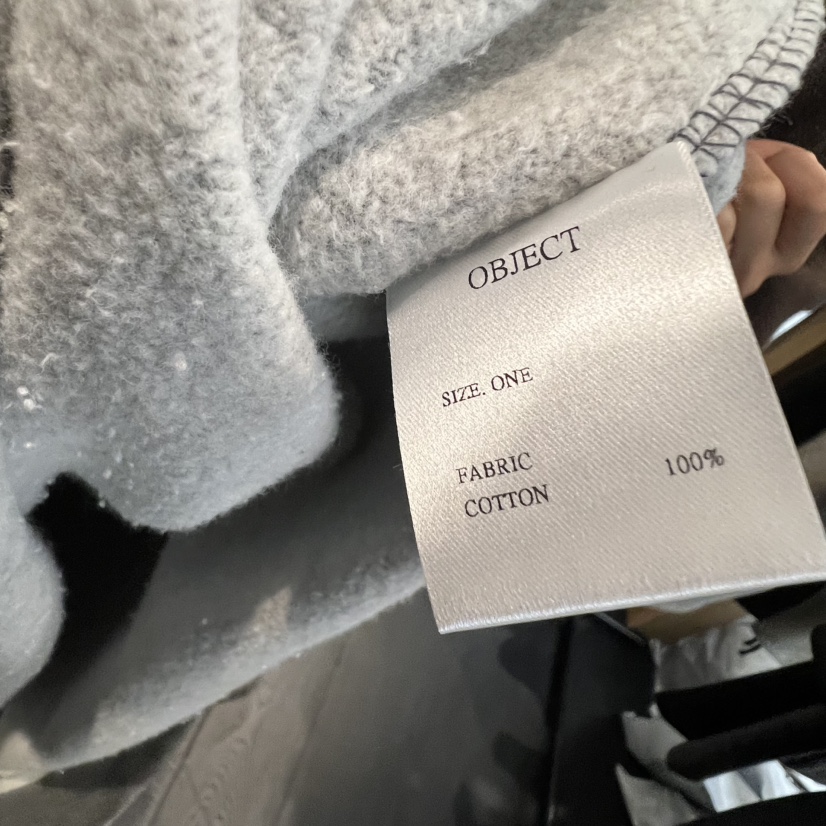 OBJECT
SIZE. ONE
FABRIC 100%
COTTON